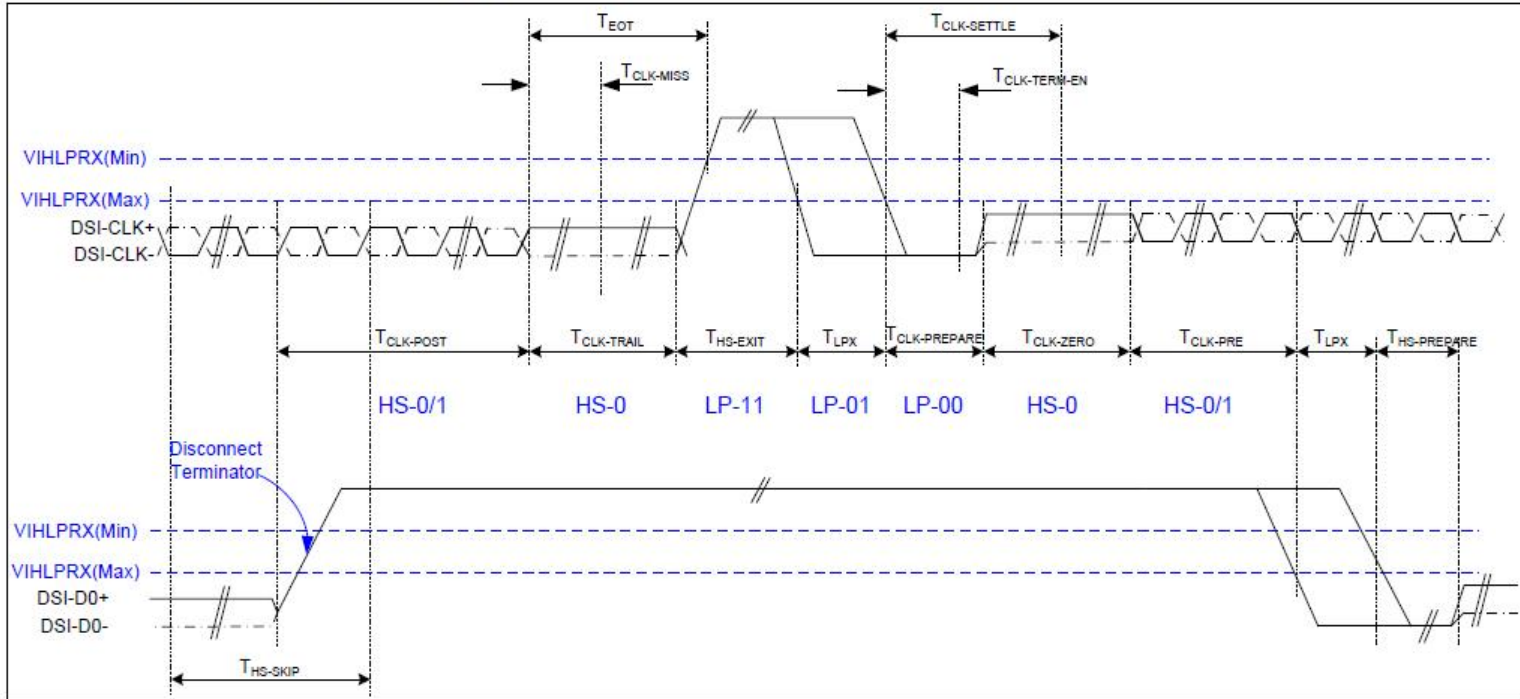 TEOT
TCLK-SETTLE
TCLK-MISS
TCLK-TERM-EN
VIHLPRX(Min)
VIHLPRX(Max)
DSI-CLK+
DSI-CLK-
TCLK-POST
TCLK-TRAIL
THS-EXIT
TLPX
TCLK-PREPARE
TCLK-ZERO
TCLK-PRE
TLPX
THS-PREPARE
HS-0/1
HS-0
LP-11
LP-01
LP-00
HS-0
HS-0/1
Disconnect
Terminator
VIHLPRX(Min)
VIHLPRX(Max)
DSI-D0+
DSI-D0-
THS-SKIP